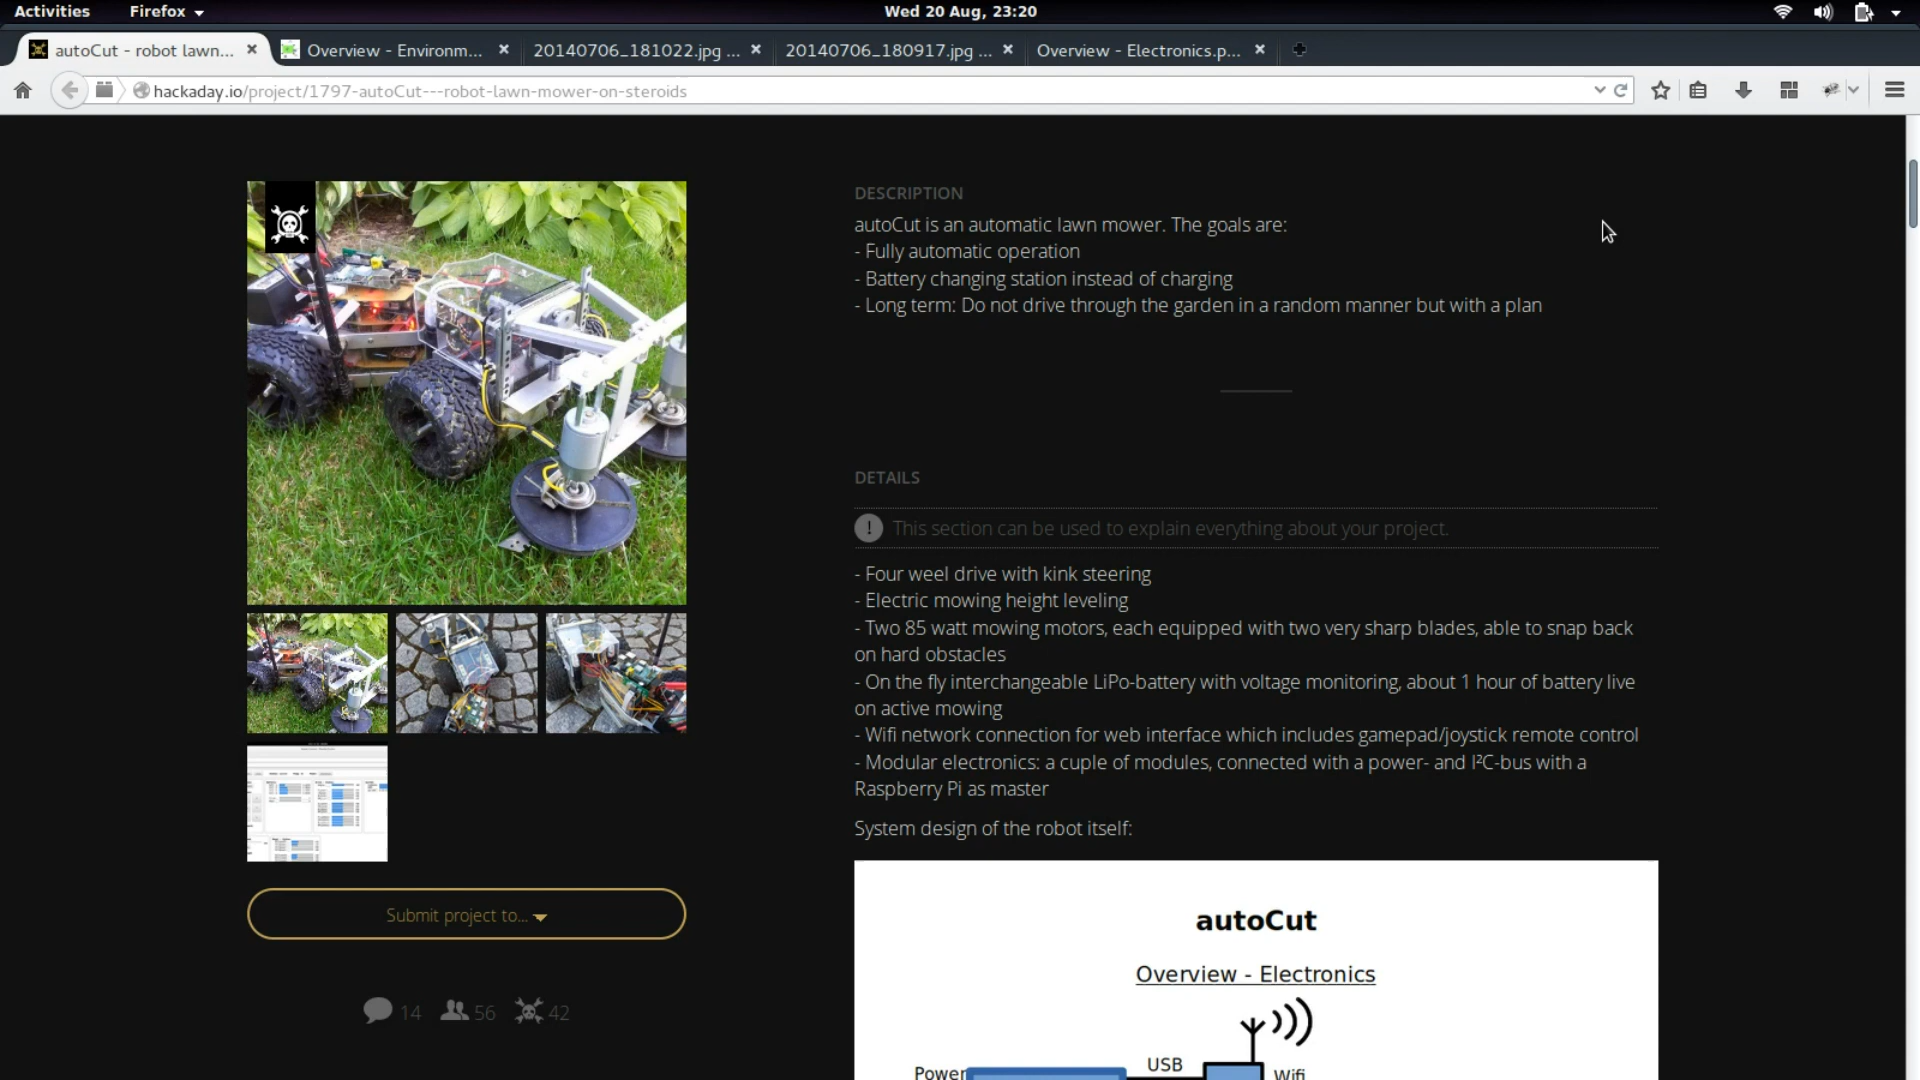 Activities Firefox Wed 20 Aug, 23:20
autoCut - robot lawn... Overview - Environm... 20140706_181022.jpg ... 20140706_180917.jpg ... Overview - Electronics.p...
hackaday.io/project/1797-autoCut---robot-lawn-mower-on-steroids
DESCRIPTION
autoCut is an automatic lawn mower. The goals are:
- Fully automatic operation
- Battery changing station instead of charging
- Long term: Do not drive through the garden in a random manner but with a plan
DETAILS
! This section can be used to explain everything about your project.
- Four weel drive with kink steering
- Electric mowing height leveling
- Two 85 watt mowing motors, each equipped with two very sharp blades, able to snap back
on hard obstacles
- On the fly interchangeable LiPo-battery with voltage monitoring, about 1 hour of battery live
on active mowing
- Wifi network connection for web interface which includes gamepad/joystick remote control
- Modular electronics: a cuple of modules, connected with a power- and I²C-bus with a
Raspberry Pi as master
System design of the robot itself:
autoCut
Overview - Electronics
USB
Power
Wifi
Submit project to...
14 56 42